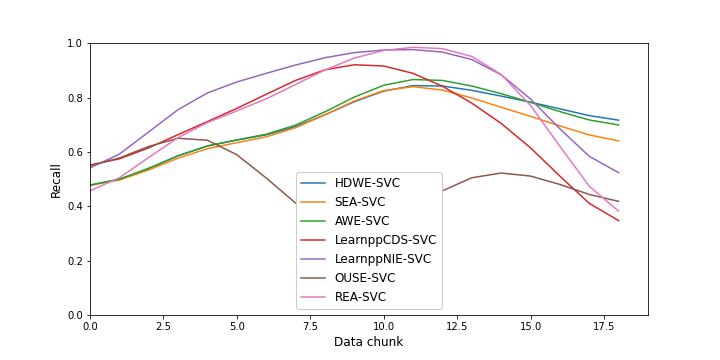 1.0
0.8
0.6
0.4
0.2
0.0
Recall
HDWE-SVC
SEA-SVC
AWE-SVC
LearnppCDS-SVC
LearnppNIE-SVC
OUSE-SVC
REA-SVC
0.0 2.5 5.0 7.5 10.0 12.5 15.0 17.5
Data chunk